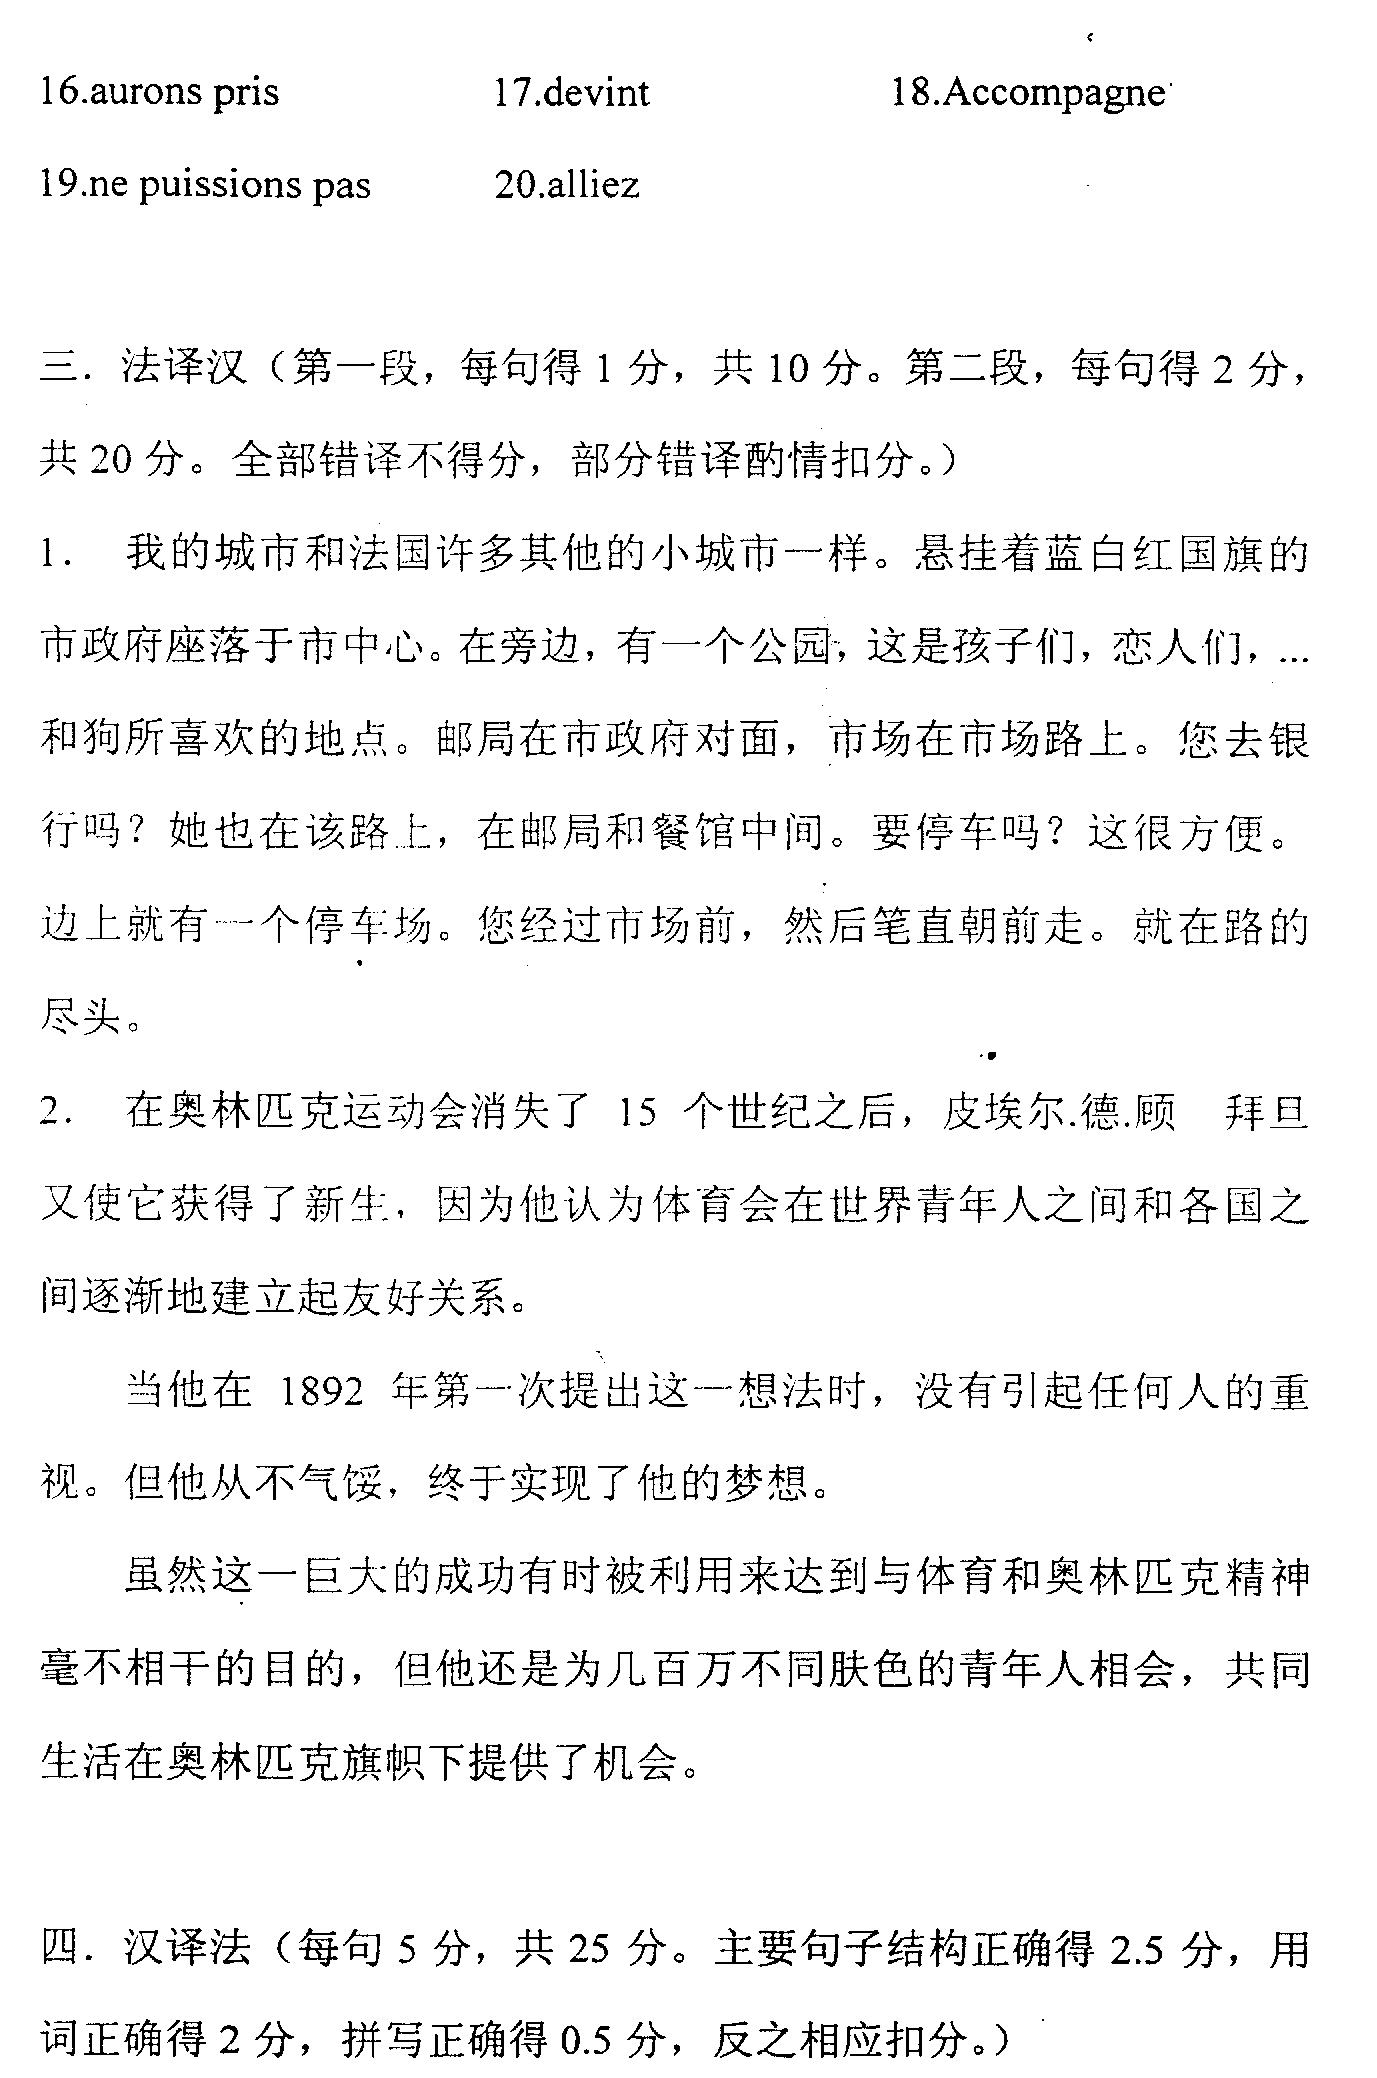 16.aurons pris 17.devint 18.Accompagne
19.ne puissions pas 20.alliez
三．法译汉（第一段，每句得 1 分，共 10 分。第二段，每句得 2 分，
共 20 分。全部错译不得分，部分错译酌情扣分。）
1． 我的城市和法国许多其他的小城市一样。悬挂着蓝白红国旗的
市政府座落于市中心。在旁边，有一个公园，这是孩子们，恋人们，...
和狗所喜欢的地点。邮局在市政府对面，市场在市场路上。您去银
行吗？她也在该路上，在邮局和餐馆中间。要停车吗？这很方便。
边上就有一个停车场。您经过市场前，然后笔直朝前走。就在路的
尽头。
2． 在奥林匹克运动会消失了 15 个世纪之后，皮埃尔.德.顾 拜旦
又使它获得了新生，因为他认为体育会在世界青年人之间和各国之
间逐渐地建立起友好关系。
当他在 1892 年第一次提出这一想法时，没有引起任何人的重
视。但他从不气馁，终于实现了他的梦想。
虽然这一巨大的成功有时被利用来达到与体育和奥林匹克精神
毫不相干的目的，但他还是为几百万不同肤色的青年人相会，共同
生活在奥林匹克旗帜下提供了机会。
四．汉译法（每句 5 分，共 25 分。主要句子结构正确得 2.5 分，用
词正确得 2 分，拼写正确得 0.5 分，反之相应扣分。）